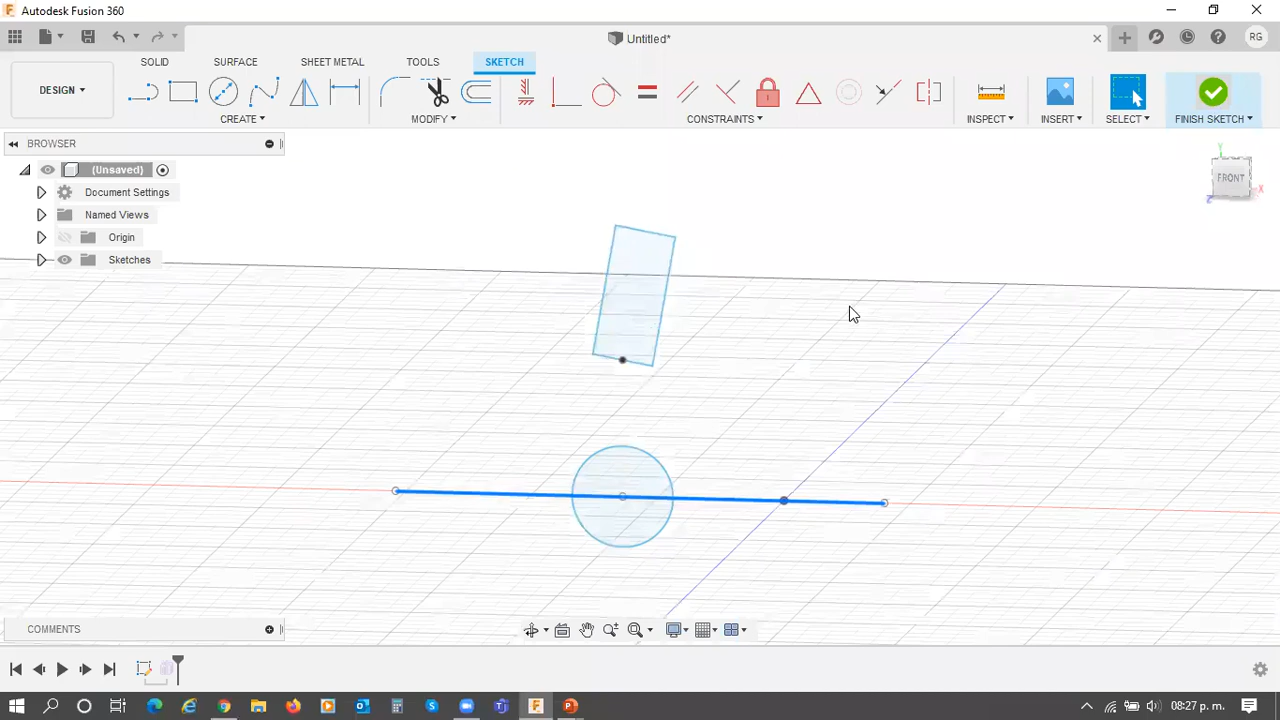 F Autodesk Fusion 360
Untitled*
RG
SOLID SURFACE SHEET METAL TOOLS SKETCH
DESIGN
CREATE MODIFY CONSTRAINTS INSPECT INSERT SELECT FINISH SKETCH
BROWSER
(Unsaved)
Document Settings
Named Views
Origin
Sketches
Y
FRONT
X
Z
COMMENTS
08:27 p. m.